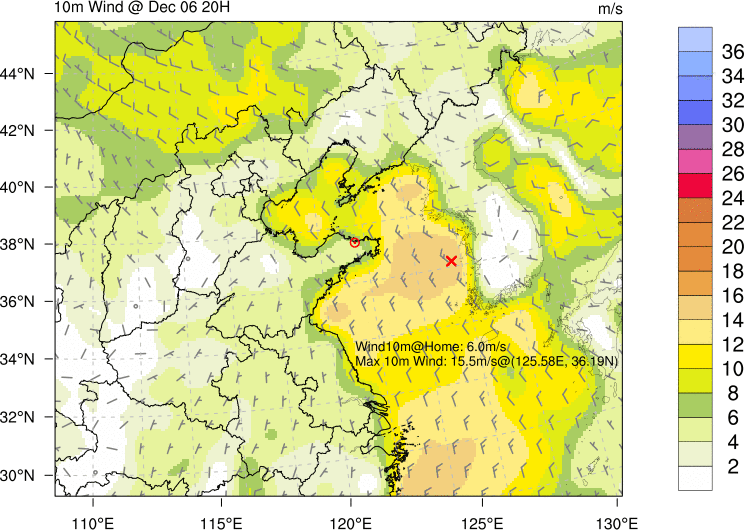 10m Wind @ Dec 06 20H
m/s
44°N
42°N
40°N
38°N
36°N
34°N
32°N
30°N
Wind10m@Home: 6.0m/s
Max 10m Wind: 15.5m/s@(125.58E, 36.19N)
110°E
115°E
120°E
125°E
130°E
36
34
32
30
28
26
24
22
20
18
16
14
12
10
8
6
4
2